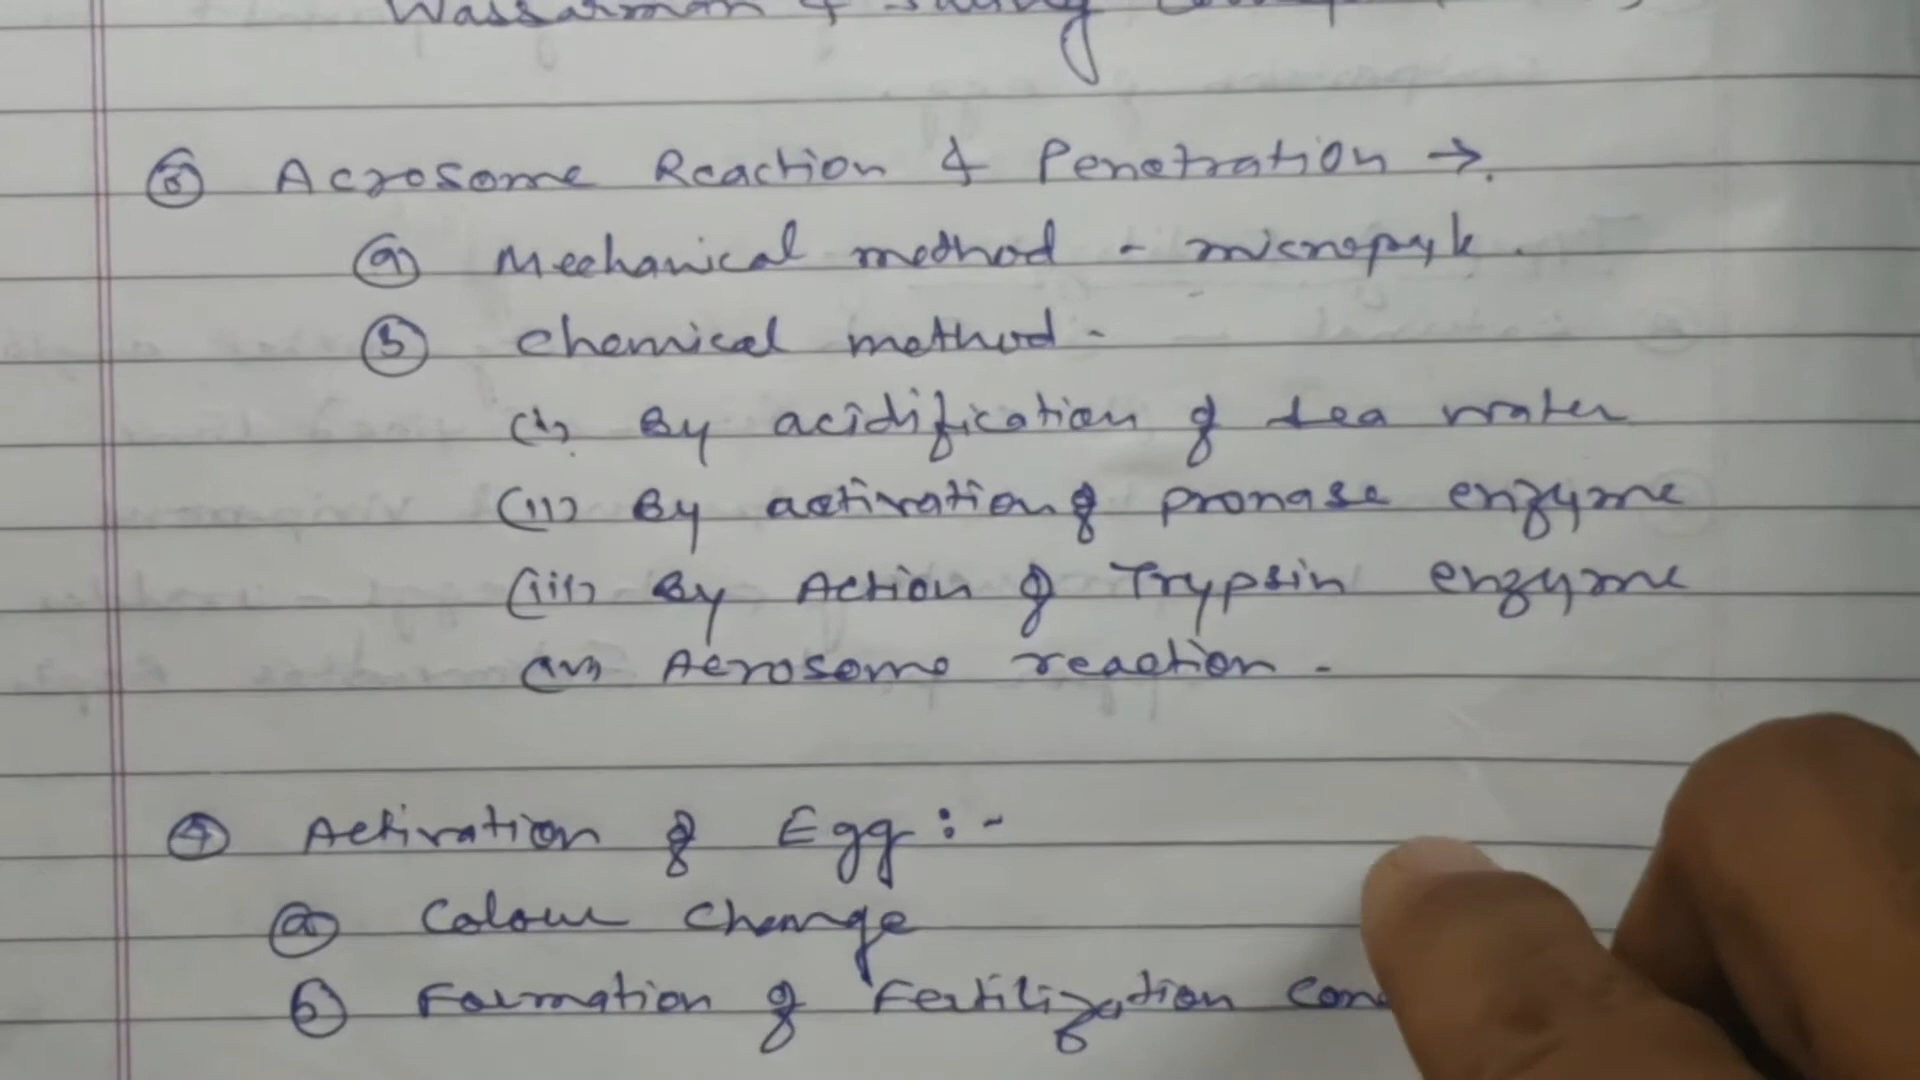 Wassarman &
③ Acrosome Reaction & Penetration →.
ⓐ Mechanical method - micropyle.
ⓑ chemical method -
(i) By acidification of sea water
(ii) By activation of pronase enzyme
(iii) By Action of Trypsin enzyme
(iv) Acrosome reaction -
④ Activation of Egg :-
ⓐ Colour change
ⓑ Formation of Fertilization Con